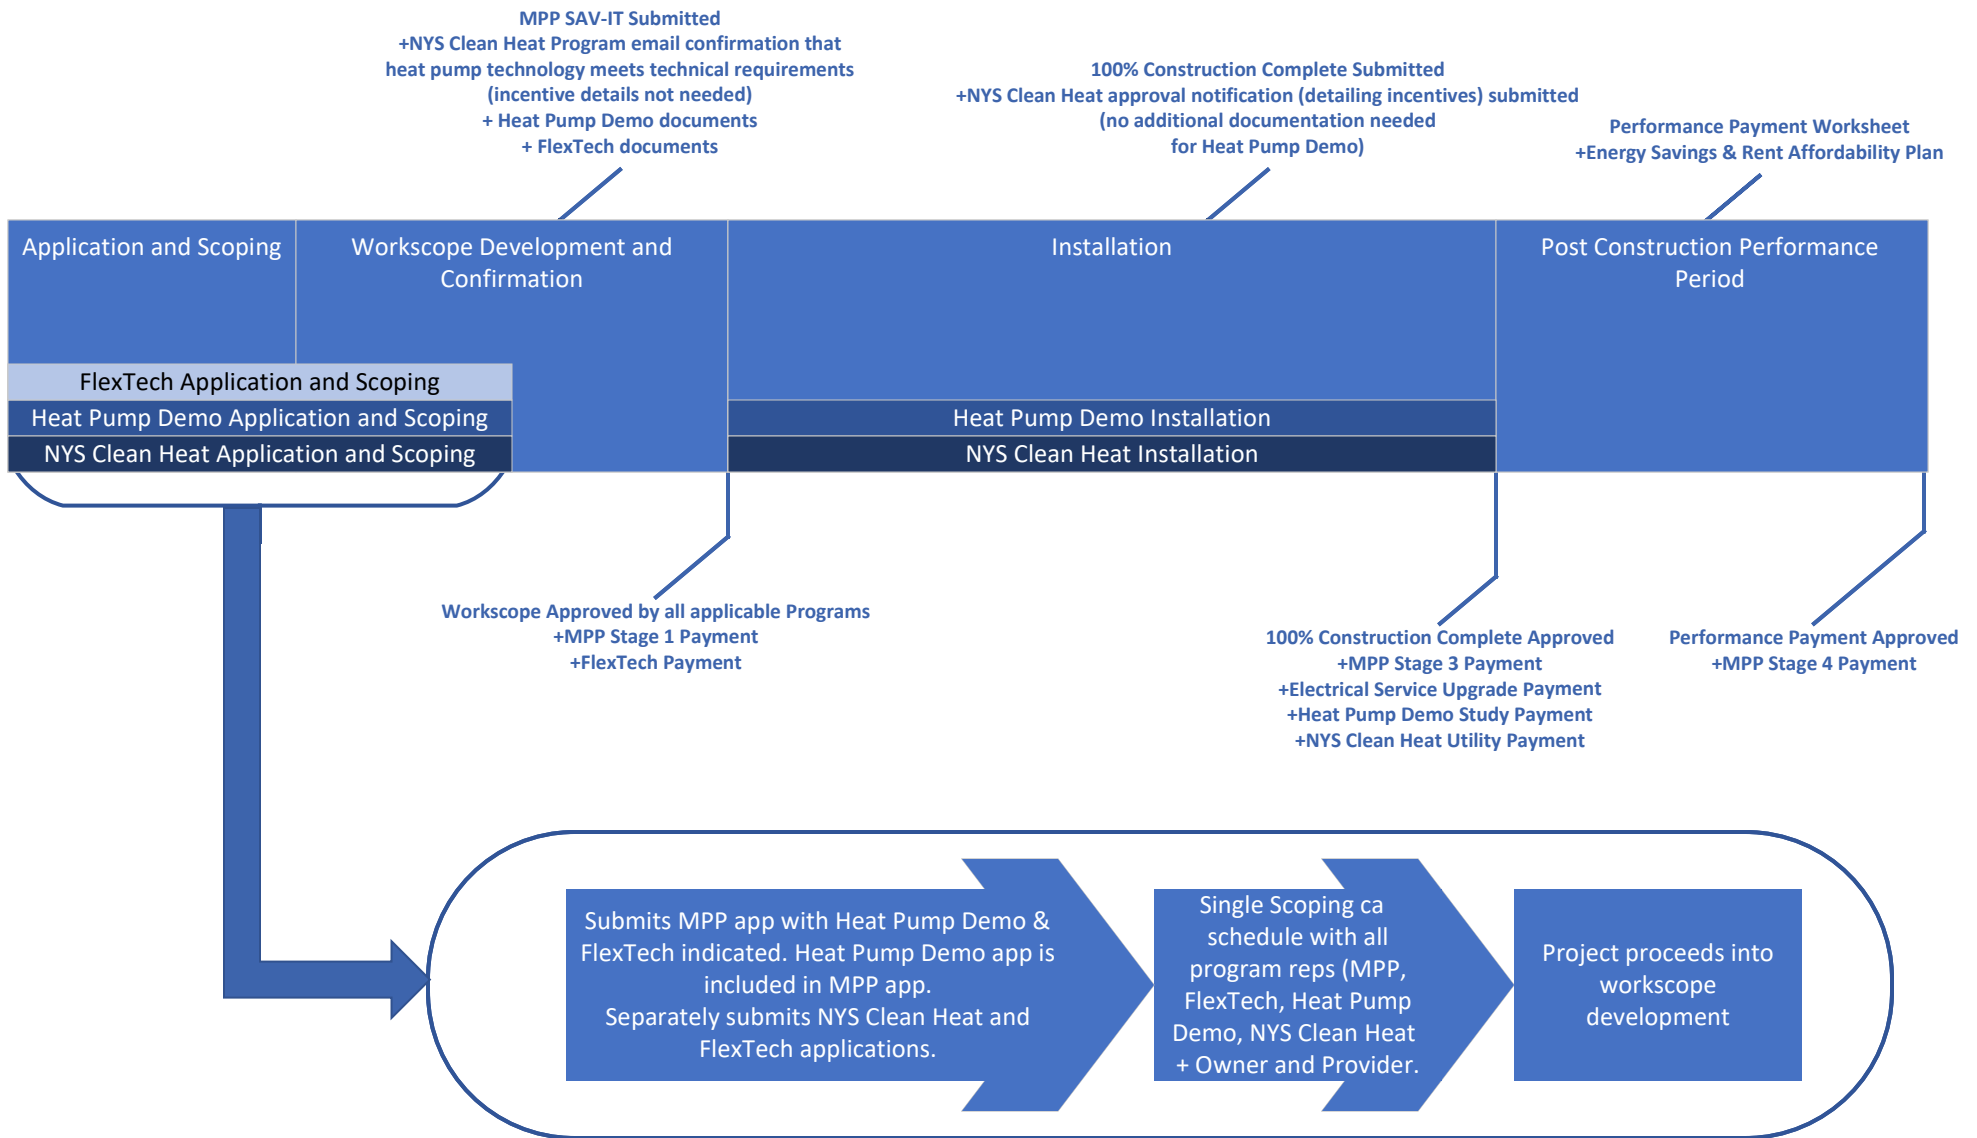 MPP SAV-IT Submitted
+NYS Clean Heat Program email confirmation that
heat pump technology meets technical requirements
(incentive details not needed)
+ Heat Pump Demo documents
+ FlexTech documents
100% Construction Complete Submitted
+NYS Clean Heat approval notification (detailing incentives) submitted
(no additional documentation needed
for Heat Pump Demo)
Performance Payment Worksheet
+Energy Savings & Rent Affordability Plan
Application and Scoping
Workscope Development and
Confirmation
Installation
Post Construction Performance
Period
FlexTech Application and Scoping
Heat Pump Demo Application and Scoping
NYS Clean Heat Application and Scoping
Heat Pump Demo Installation
NYS Clean Heat Installation
Workscope Approved by all applicable Programs
+MPP Stage 1 Payment
+FlexTech Payment
100% Construction Complete Approved
+MPP Stage 3 Payment
+Electrical Service Upgrade Payment
+Heat Pump Demo Study Payment
+NYS Clean Heat Utility Payment
Performance Payment Approved
+MPP Stage 4 Payment
Submits MPP app with Heat Pump Demo &
FlexTech indicated. Heat Pump Demo app is
included in MPP app.
Separately submits NYS Clean Heat and
FlexTech applications.
Single Scoping ca
schedule with all
program reps (MPP,
FlexTech, Heat Pump
Demo, NYS Clean Heat
+ Owner and Provider.
Project proceeds into
workscope
development